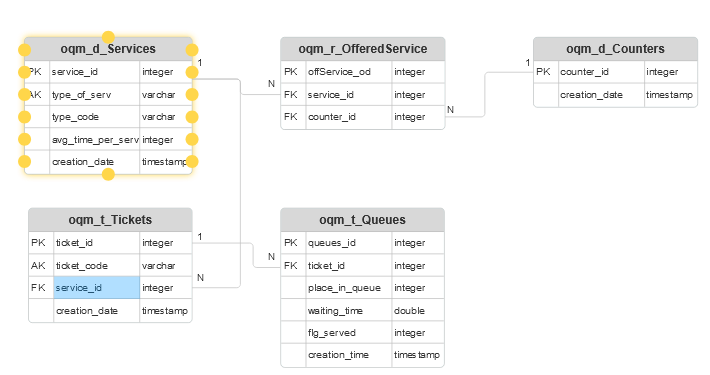 oqm_d_Services
PK service_id integer
AK type_of_serv varchar
type_code varchar
avg_time_per_serv integer
creation_date timestamp
1
N
oqm_r_OfferedService
PK offService_od integer
FK service_id integer
FK counter_id integer
N
1
oqm_d_Counters
PK counter_id integer
creation_date timestamp
oqm_t_Tickets
PK ticket_id integer
AK ticket_code varchar
FK service_id integer
creation_date timestamp
1
N
N
oqm_t_Queues
PK queues_id integer
FK ticket_id integer
place_in_queue integer
waiting_time double
flg_served integer
creation_time timestamp